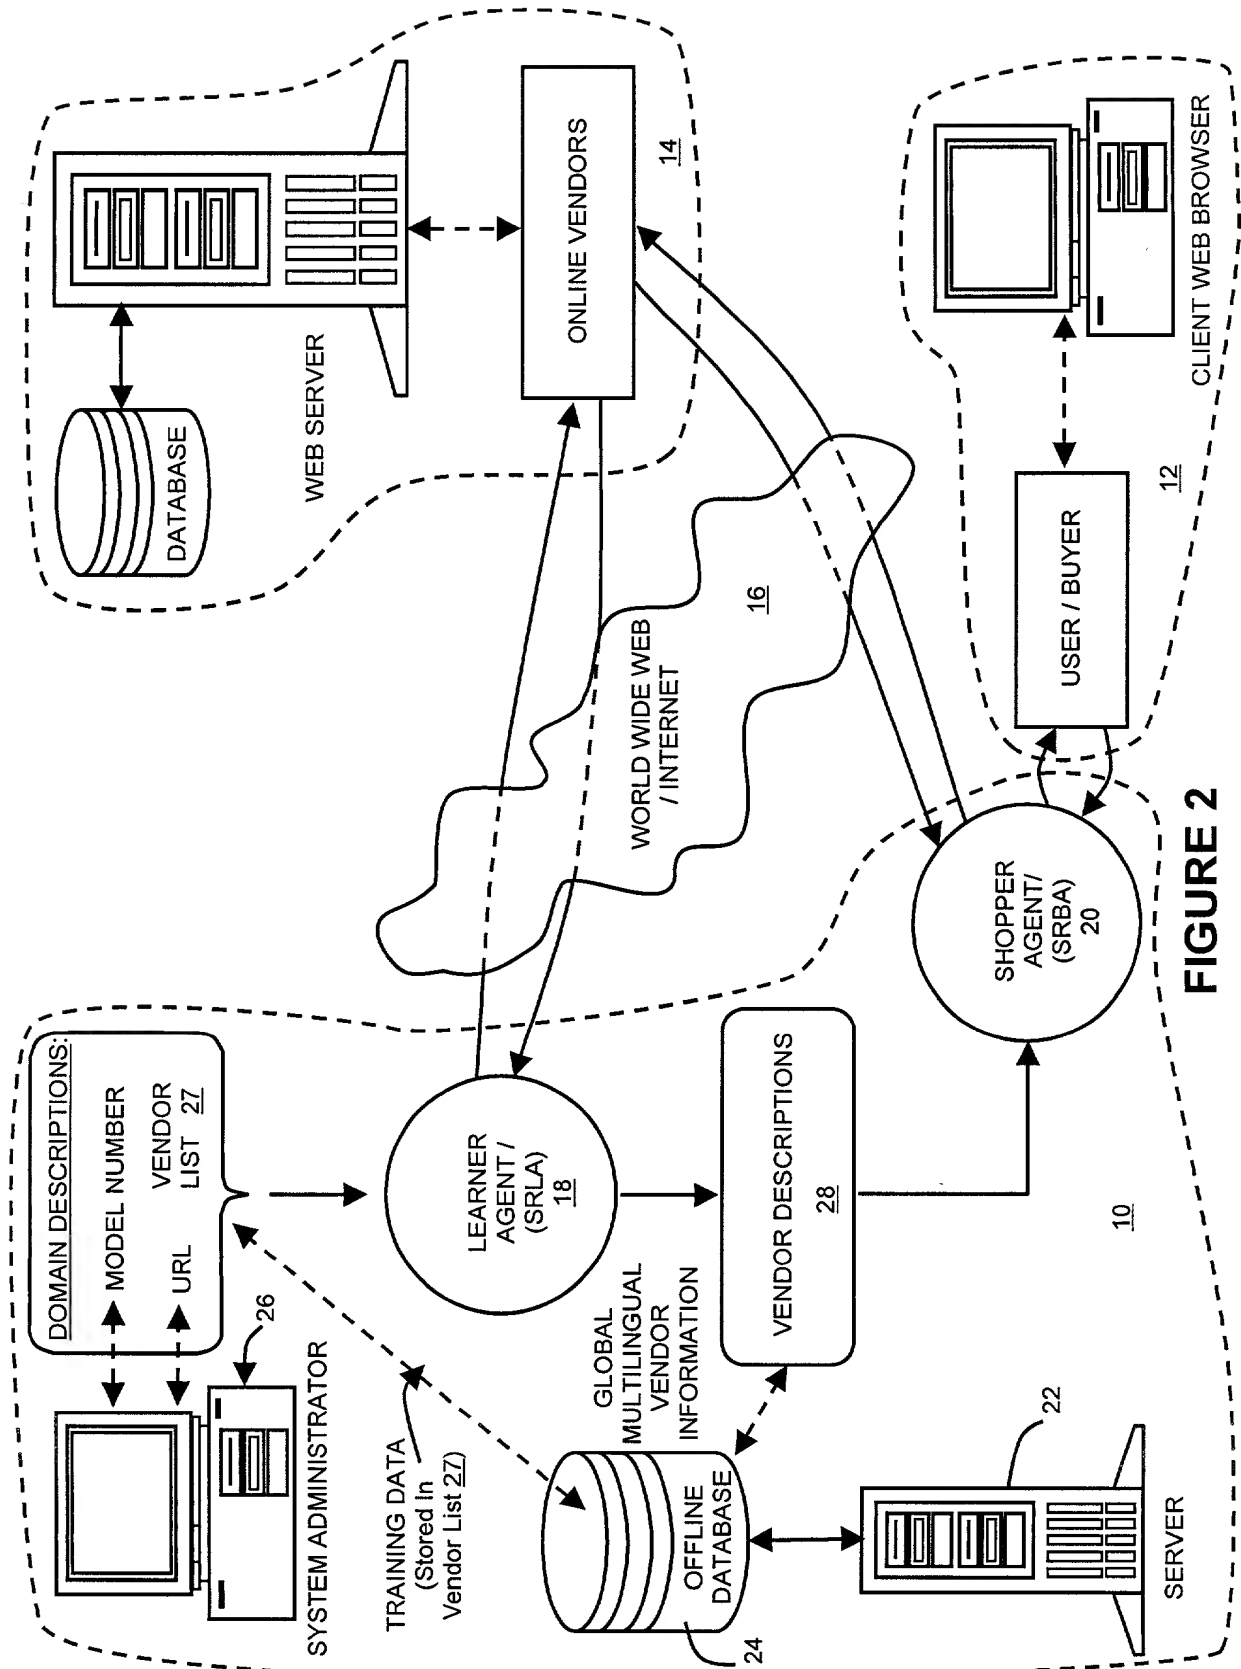 SYSTEM ADMINISTRATOR
26
DOMAIN DESCRIPTIONS:
MODEL NUMBER
URL
VENDOR
LIST 27
TRAINING DATA
(Stored In
Vendor List 27)
LEARNER
AGENT /
(SRLA)
18
GLOBAL
MULTILINGUAL
VENDOR
INFORMATION
OFFLINE
DATABASE
24
VENDOR DESCRIPTIONS
28
22
SERVER
10
SHOPPER
AGENT/
(SRBA)
20
WORLD WIDE WEB
/ INTERNET
16
DATABASE
WEB SERVER
ONLINE VENDORS
14
USER / BUYER
12
CLIENT WEB BROWSER
FIGURE 2